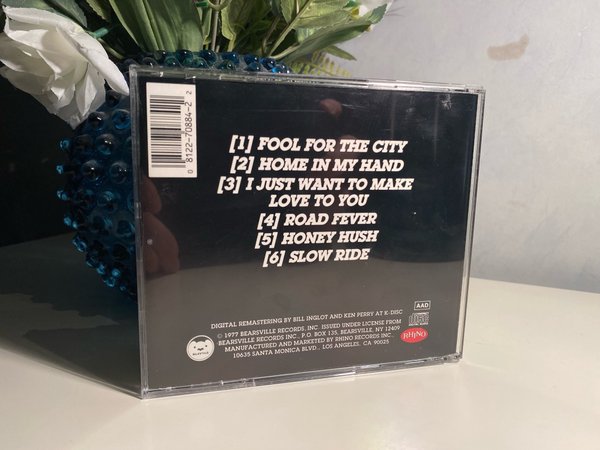 0 8122-70884-2 2
[1] FOOL FOR THE CITY
[2] HOME IN MY HAND
[3] I JUST WANT TO MAKE
LOVE TO YOU
[4] ROAD FEVER
[5] HONEY HUSH
[6] SLOW RIDE
DIGITAL REMASTERING BY BILL INGLOT AND KEN PERRY AT K-DISC
© 1977 BEARSVILLE RECORDS, INC. ISSUED UNDER LICENSE FROM
BEARSVILLE RECORDS INC., P.O. BOX 135, BEARSVILLE, NY 12409
MANUFACTURED AND MARKETED BY RHINO RECORDS INC.,
10635 SANTA MONICA BLVD., LOS ANGELES, CA 90025
AAD
RHINO